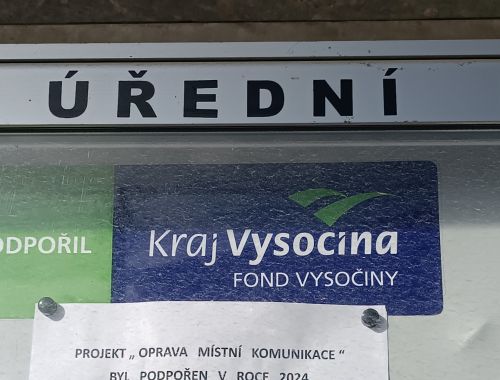 ÚŘEDNÍ
ODPOŘIL
Kraj Vysočina
FOND VYSOČINY
PROJEKT „ OPRAVA MÍSTNÍ KOMUNIKACE “
BYL PODPOŘEN V ROCE 2024